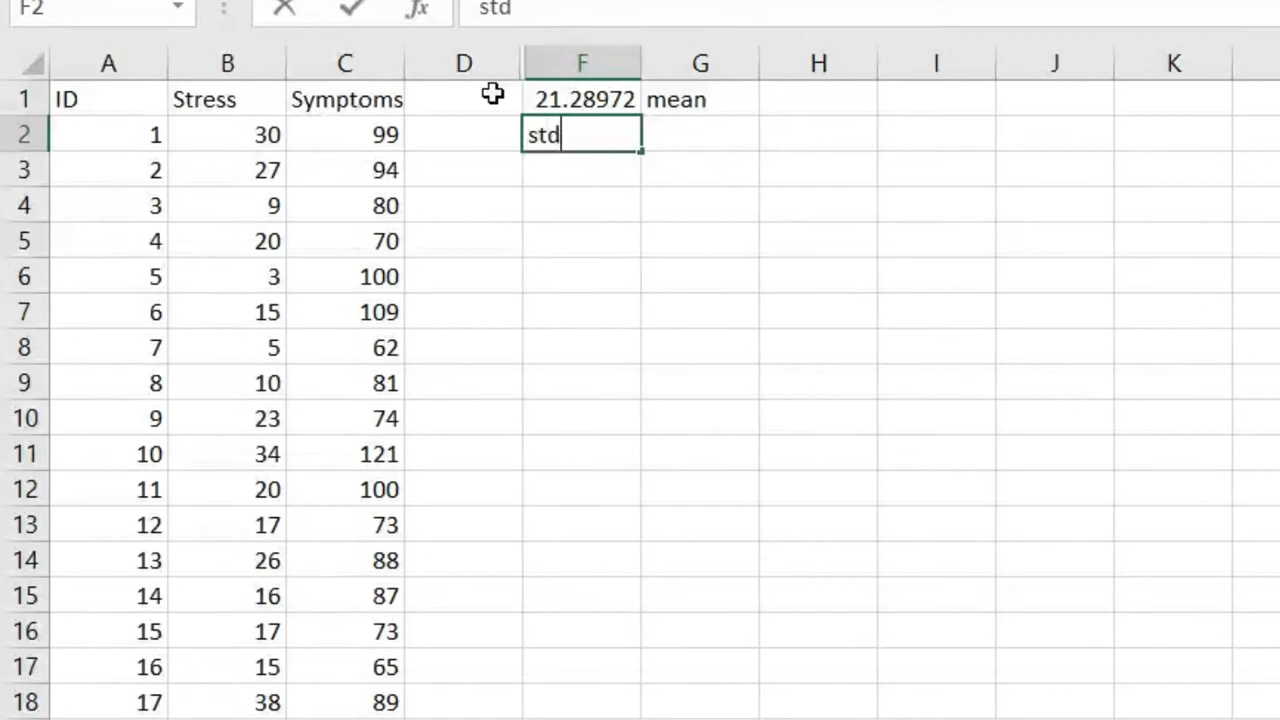 F2 fx std
A B C D F G H I J K
1 ID Stress Symptoms 21.28972 mean
2 1 30 99 std
3 2 27 94
4 3 9 80
5 4 20 70
6 5 3 100
7 6 15 109
8 7 5 62
9 8 10 81
10 9 23 74
11 10 34 121
12 11 20 100
13 12 17 73
14 13 26 88
15 14 16 87
16 15 17 73
17 16 15 65
18 17 38 89